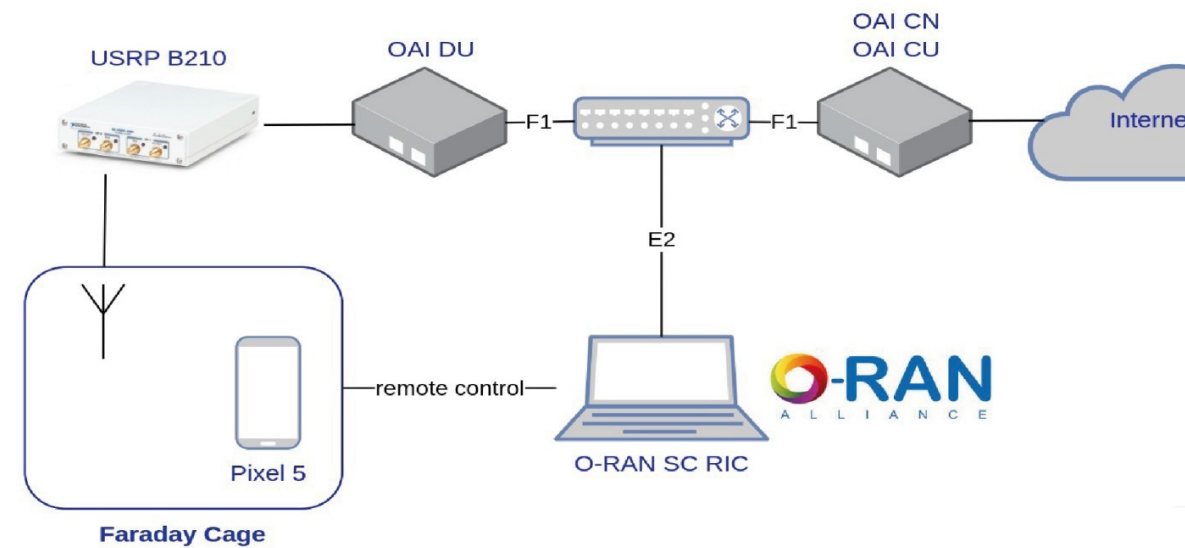 OAI CN
OAI CU
USRP B210
OAI DU
F1
F1
Interne
E2
remote control
O-RAN
ALLIANCE
O-RAN SC RIC
Pixel 5
Faraday Cage